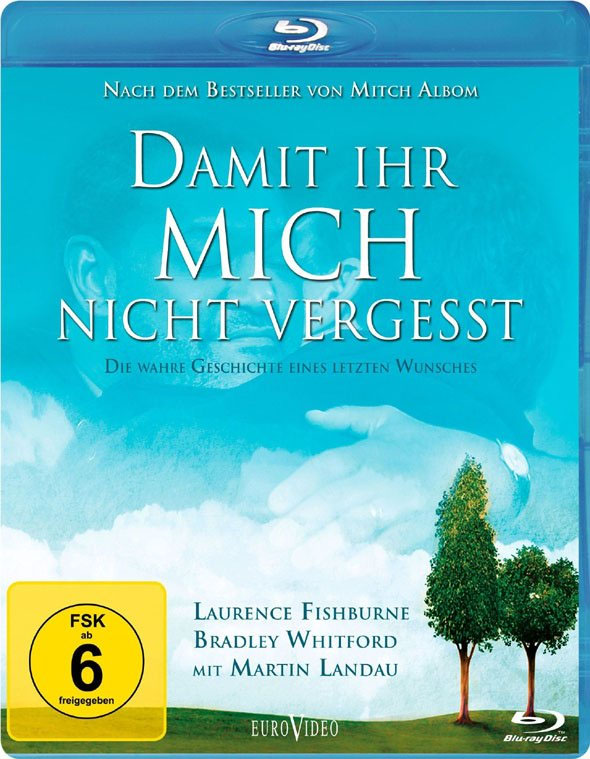 Blu-ray Disc
Nach dem Bestseller von Mitch Albom
Damit ihr
mich
nicht vergesst
Die wahre Geschichte eines letzten Wunsches
Laurence Fishburne
Bradley Whitford
mit Martin Landau
FSK
ab
6
freigegeben
EUROVIDEO
Blu-ray Disc™